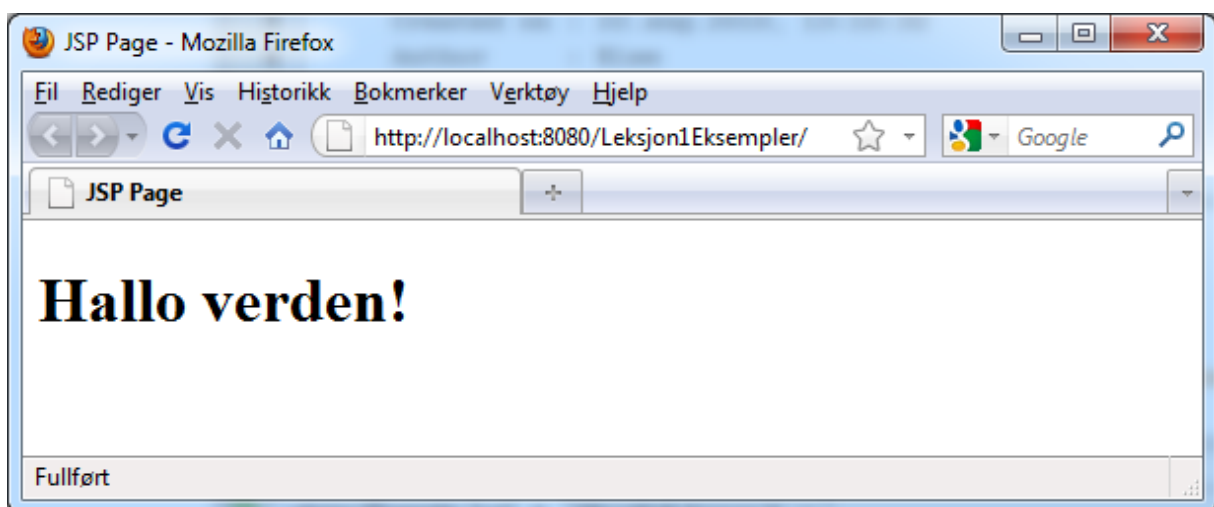 JSP Page - Mozilla Firefox
Fil Rediger Vis Historikk Bokmerker Verktøy Hjelp
http://localhost:8080/Leksjon1Eksempler/ Google
JSP Page
Hallo verden!
Fullført